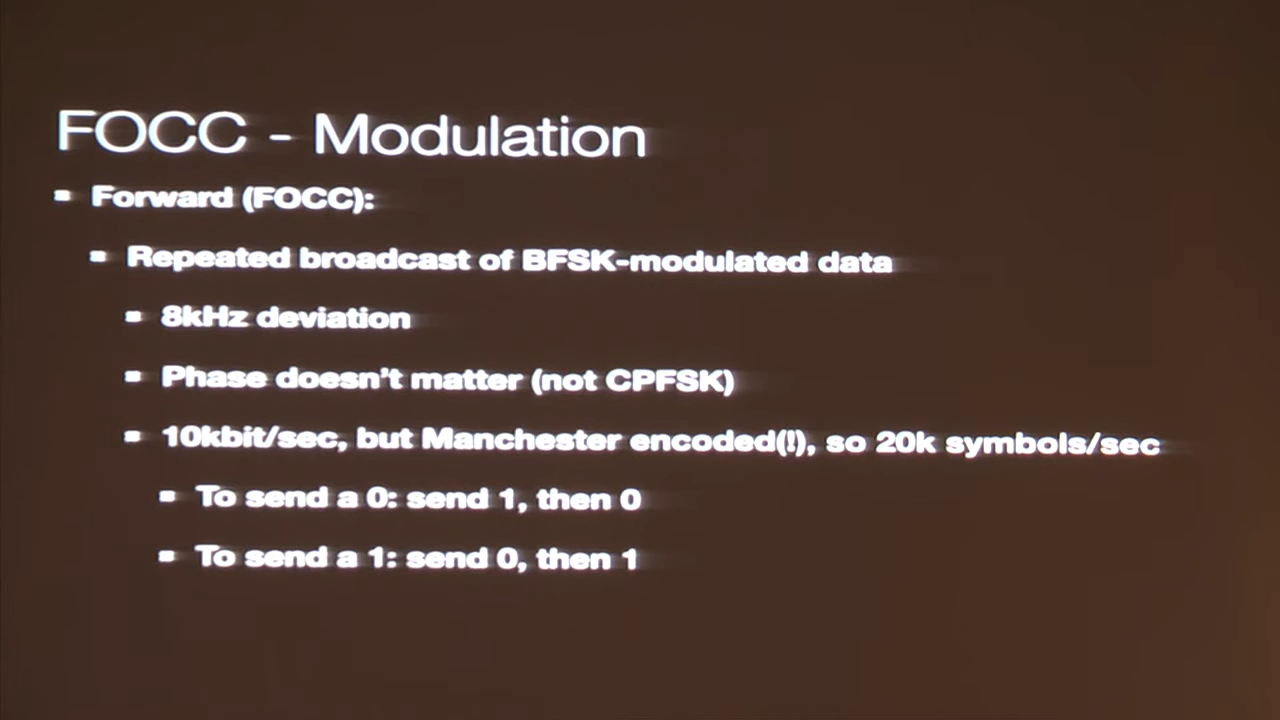 FOCC - Modulation
Forward (FOCC):
Repeated broadcast of BFSK-modulated data
8kHz deviation
Phase doesn't matter (not CPFSK)
10kbit/sec, but Manchester encoded(!), so 20k symbols/sec
To send a 0: send 1, then 0
To send a 1: send 0, then 1